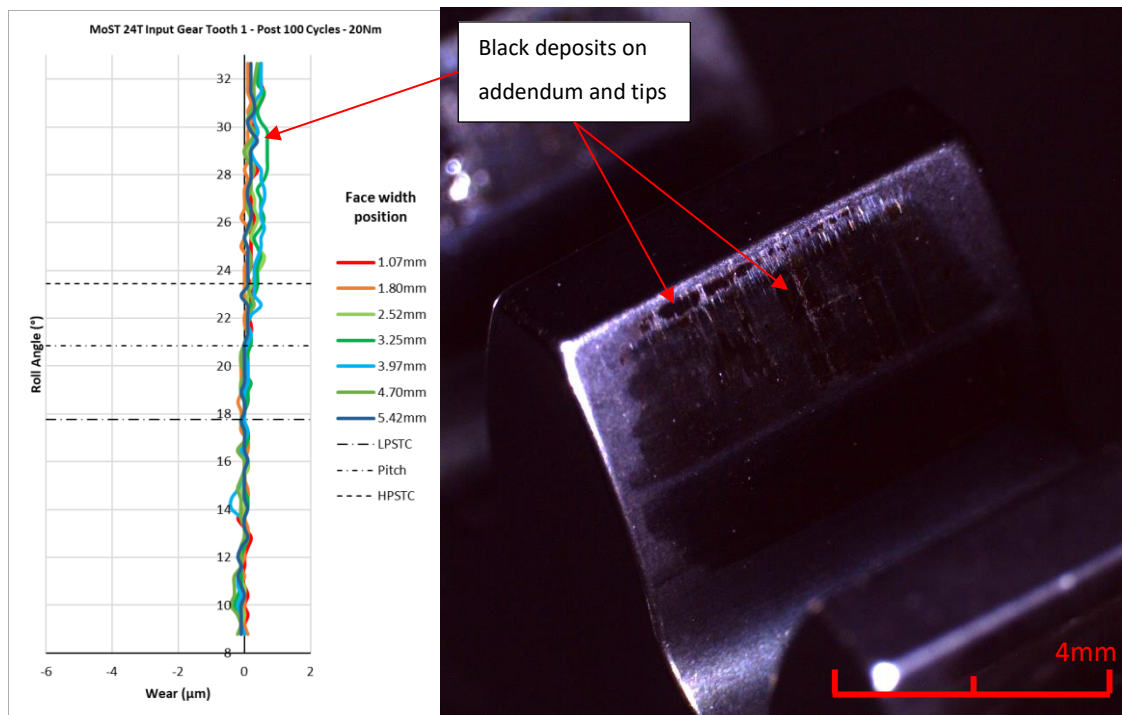 MoST 24T Input Gear Tooth 1 - Post 100 Cycles - 20Nm
32
30
28
26
24
22
20
18
16
14
12
10
8
Roll Angle (°)
-6
-4
-2
0
2
Wear (µm)
Face width
position
1.07mm
1.80mm
2.52mm
3.25mm
3.97mm
4.70mm
5.42mm
LPSTC
Pitch
HPSTC
Black deposits on
addendum and tips
4mm